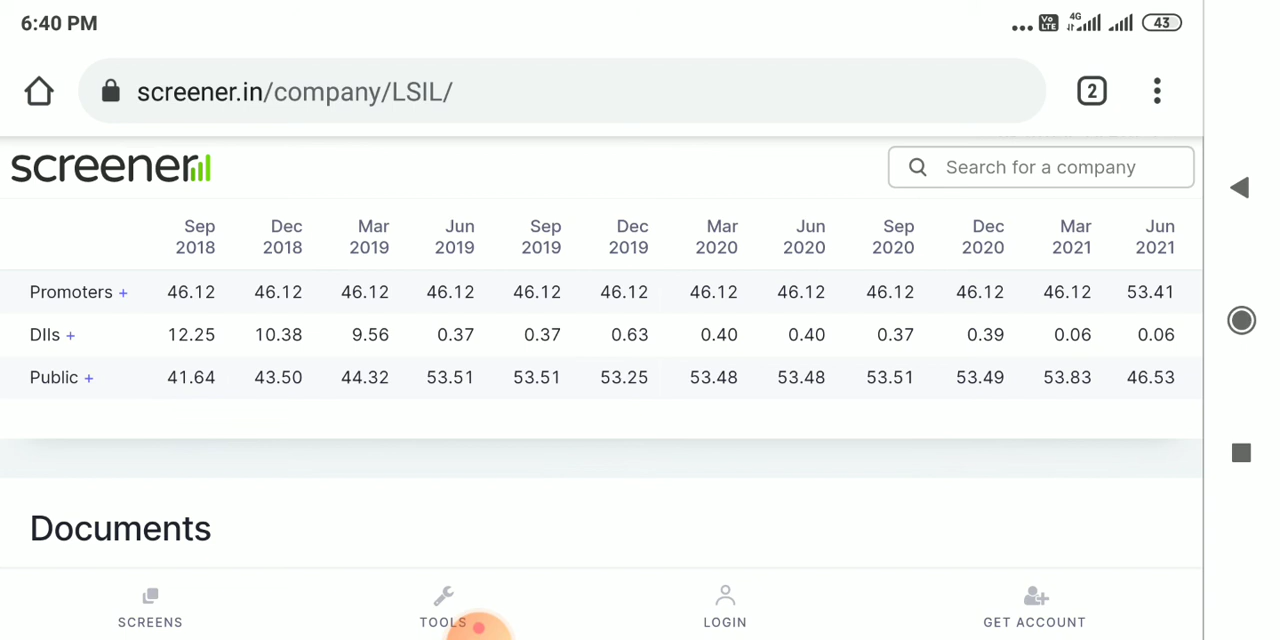 6:40 PM
Vo LTE 4G 43
screener.in/company/LSIL/ 2
screener Search for a company
Sep 2018 Dec 2018 Mar 2019 Jun 2019 Sep 2019 Dec 2019 Mar 2020 Jun 2020 Sep 2020 Dec 2020 Mar 2021 Jun 2021
Promoters + 46.12 46.12 46.12 46.12 46.12 46.12 46.12 46.12 46.12 46.12 46.12 53.41
DIIs + 12.25 10.38 9.56 0.37 0.37 0.63 0.40 0.40 0.37 0.39 0.06 0.06
Public + 41.64 43.50 44.32 53.51 53.51 53.25 53.48 53.48 53.51 53.49 53.83 46.53
Documents
SCREENS TOOLS LOGIN GET ACCOUNT